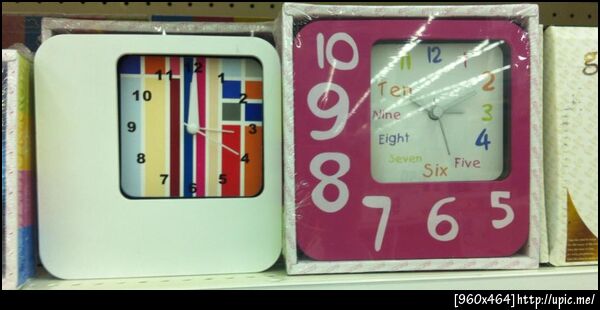 12
11 1
10 2
9 3
8 4
7 5
6
10
9
8
7 6 5
11 12 1
Ten 2
Nine 3
Eight 4
Seven Six Five
g
[960x464]http://upic.me/